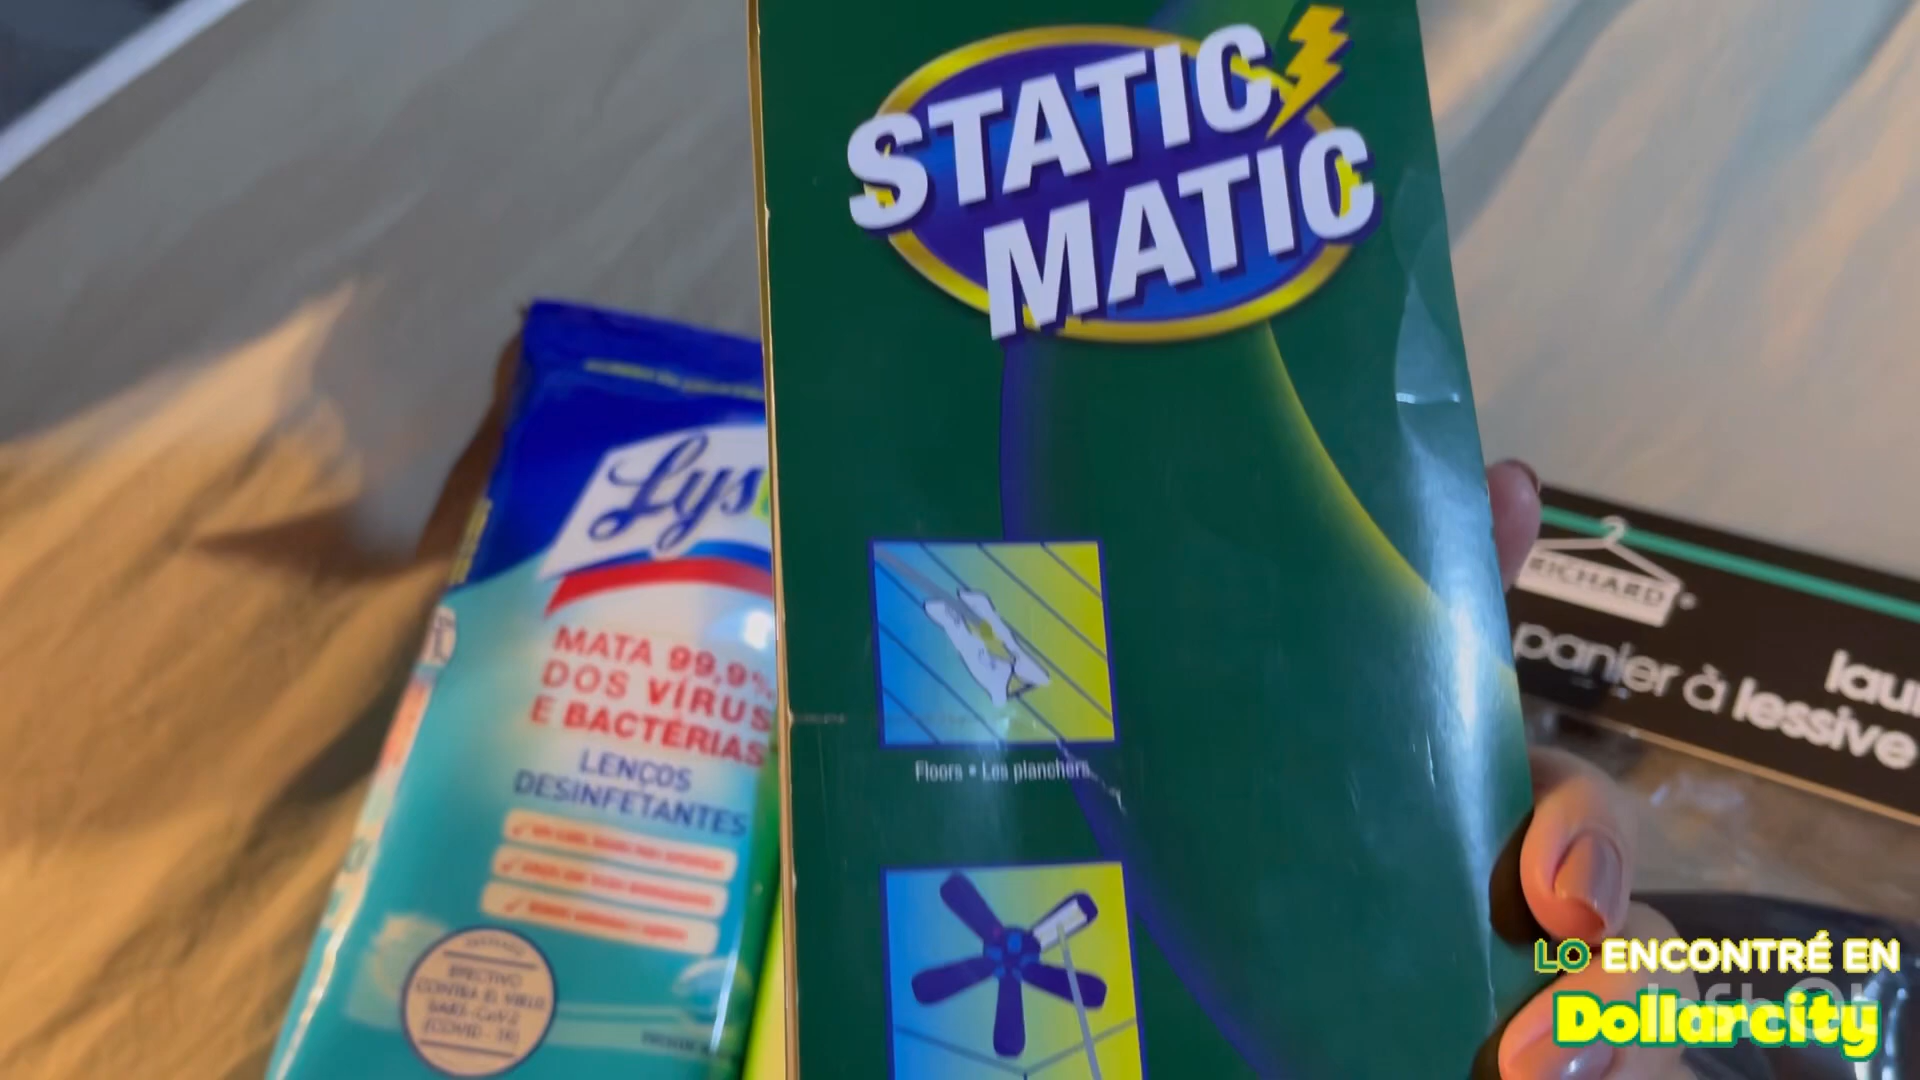 STATIC
MATIC
Lys
MATA 99,9%
DOS VÍRUS
E BACTÉRIAS
LENÇOS
DESINFETANTES
EFECTIVO
CONTRA EL VIRUS
SARS-CoV-2
(COVID - 19)
Floors • Les planchers
RICHARD
panier à lessive
lau
LO ENCONTRÉ EN
Dollarcity